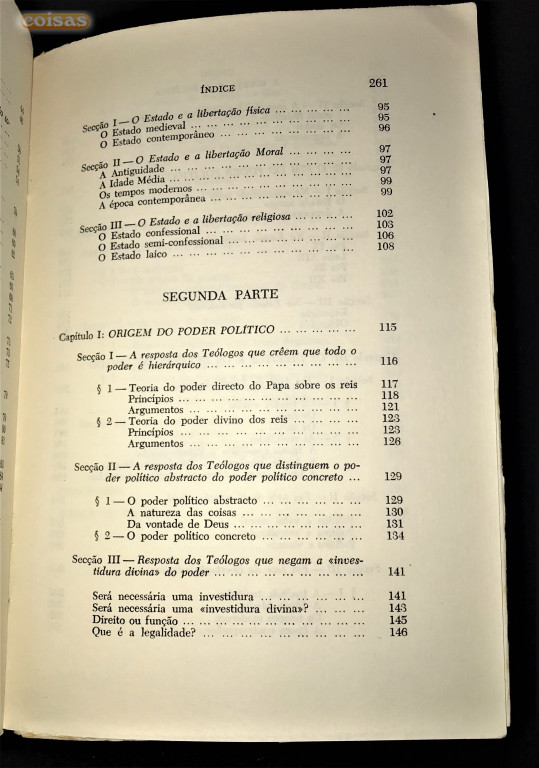 coisas
ÍNDICE 261
Secção I — O Estado e a libertação física ... ... ... ... ... 95
O Estado medieval ... ... ... ... ... ... ... ... ... ... 95
O Estado contemporâneo ... ... ... ... ... ... ... ... 96
Secção II — O Estado e a libertação Moral ... ... ... ... 97
A Antiguidade ... ... ... ... ... ... ... ... ... ... ... 97
A Idade Média ... ... ... ... ... ... ... ... ... ... ... 97
Os tempos modernos ... ... ... ... ... ... ... ... ... 99
A época contemporânea ... ... ... ... ... ... ... ... 99
Secção III — O Estado e a libertação religiosa ... ... ... ... 102
O Estado confessional ... ... ... ... ... ... ... ... ... 103
O Estado semi-confessional ... ... ... ... ... ... ... 106
O Estado laico ... ... ... ... ... ... ... ... ... ... ... 108
SEGUNDA PARTE
Capítulo I: ORIGEM DO PODER POLÍTICO ... ... ... ... ... 115
Secção I — A resposta dos Teólogos que crêem que todo o
poder é hierárquico ... ... ... ... ... ... ... ... ... ... 116
§ 1 — Teoria do poder directo do Papa sobre os reis 117
Princípios ... ... ... ... ... ... ... ... ... ... ... 118
Argumentos ... ... ... ... ... ... ... ... ... ... 121
§ 2 — Teoria do poder divino dos reis ... ... ... ... 123
Princípios ... ... ... ... ... ... ... ... ... ... ... 123
Argumentos ... ... ... ... ... ... ... ... ... ... 126
Secção II — A resposta dos Teólogos que distinguem o po-
der político abstracto do poder político concreto ... 129
§ 1 — O poder político abstracto ... ... ... ... ... ... 129
A natureza das coisas ... ... ... ... ... ... ... 130
Da vontade de Deus ... ... ... ... ... ... ... 131
§ 2 — O poder político concreto ... ... ... ... ... ... 134
Secção III — Resposta dos Teólogos que negam a «inves-
tidura divina» do poder ... ... ... ... ... ... ... ... ... 141
Será necessária uma investidura ... ... ... ... ... ... 141
Será necessária uma «investidura divina»? ... ... ... 143
Direito ou função ... ... ... ... ... ... ... ... ... ... 145
Que é a legalidade? ... ... ... ... ... ... ... ... ... 146